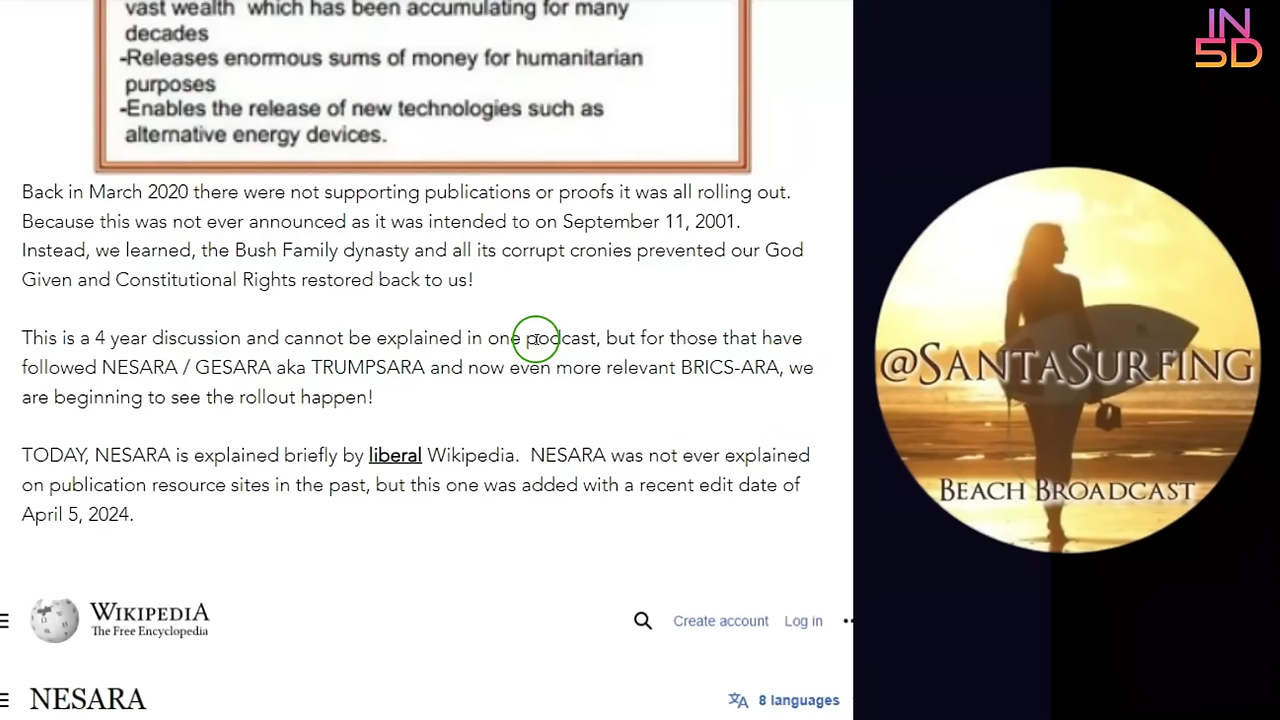 vast wealth which has been accumulating for many
decades
-Releases enormous sums of money for humanitarian
purposes
-Enables the release of new technologies such as
alternative energy devices.
Back in March 2020 there were not supporting publications or proofs it was all rolling out.
Because this was not ever announced as it was intended to on September 11, 2001.
Instead, we learned, the Bush Family dynasty and all its corrupt cronies prevented our God
Given and Constitutional Rights restored back to us!
This is a 4 year discussion and cannot be explained in one podcast, but for those that have
followed NESARA / GESARA aka TRUMPSARA and now even more relevant BRICS-ARA, we
are beginning to see the rollout happen!
TODAY, NESARA is explained briefly by liberal Wikipedia. NESARA was not ever explained
on publication resource sites in the past, but this one was added with a recent edit date of
April 5, 2024.
WIKIPEDIA
The Free Encyclopedia
Create account Log in
NESARA
8 languages
IN
5D
@SANTASURFING
BEACH BROADCAST